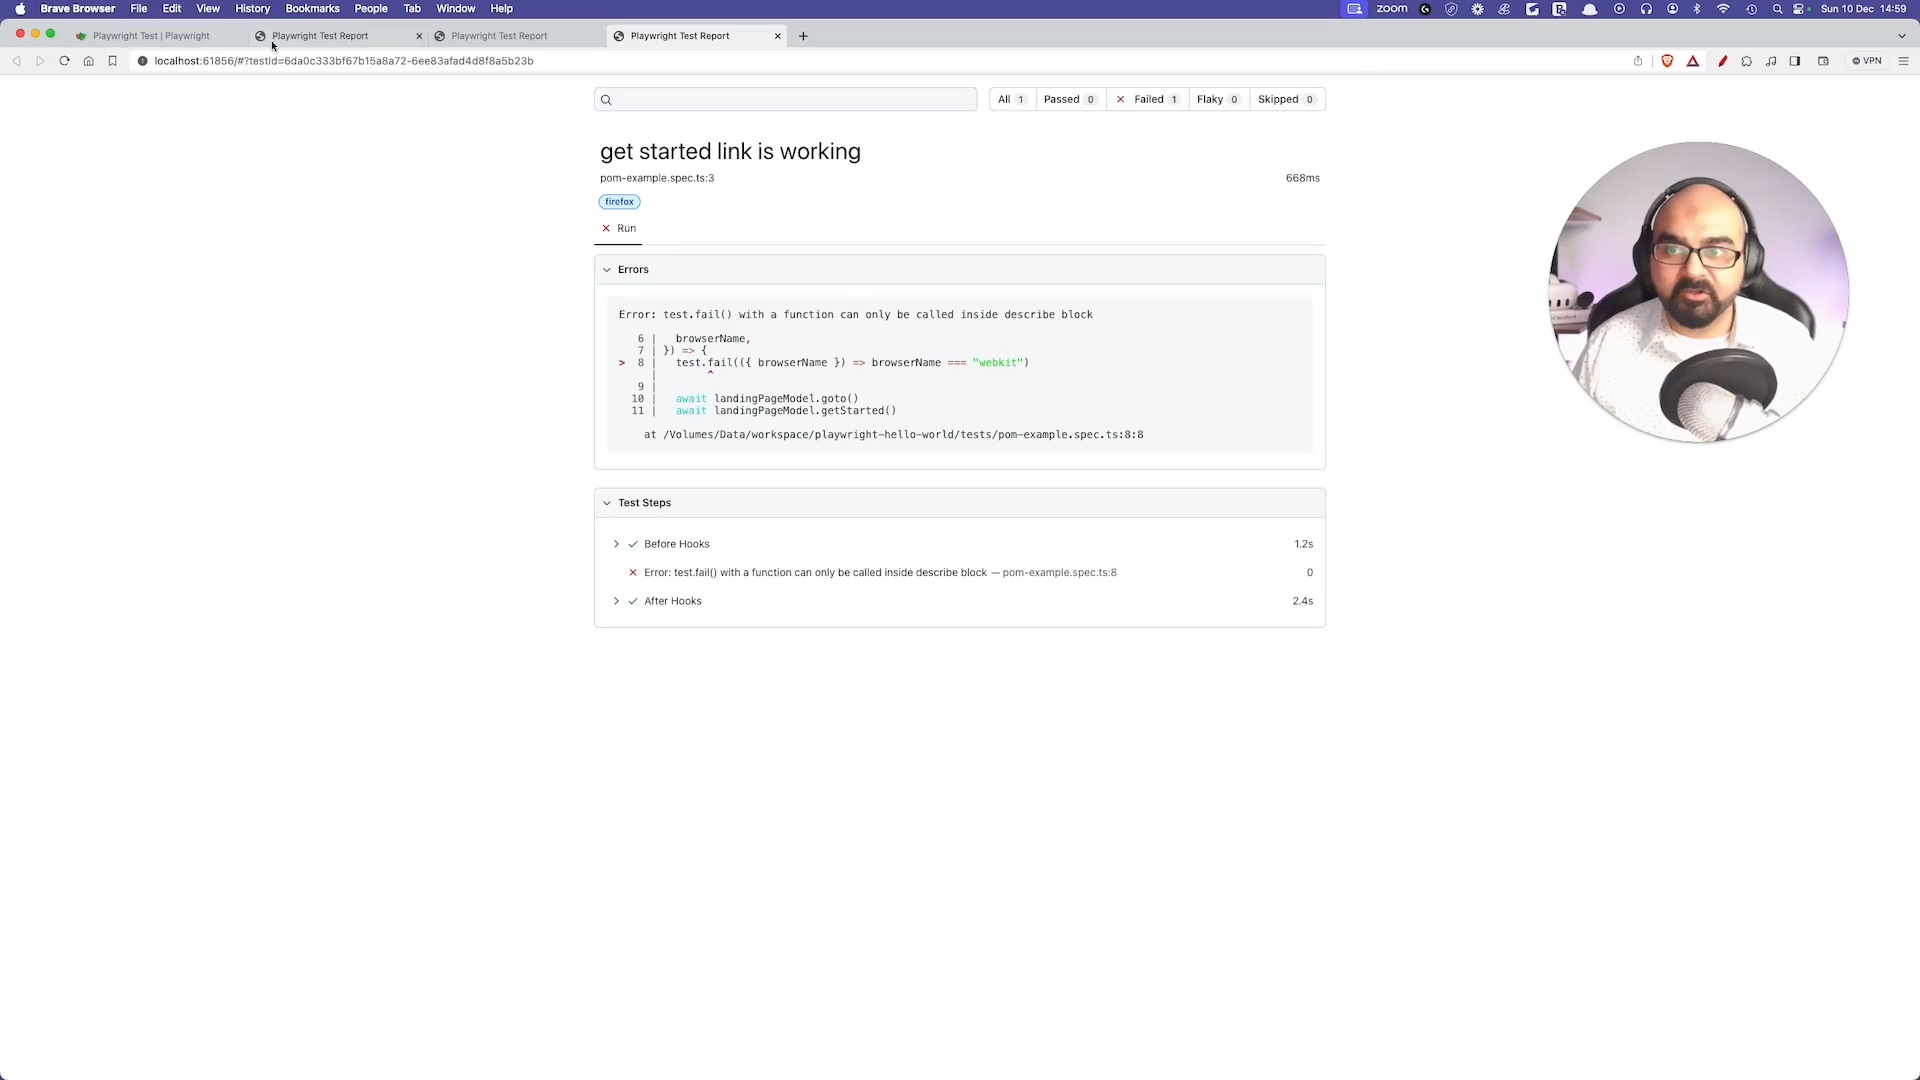 Brave Browser File Edit View History Bookmarks People Tab Window Help zoom Sun 10 Dec 14:59
Playwright Test | Playwright Playwright Test Report Playwright Test Report Playwright Test Report
localhost:61856/#?testId=6da0c333bf67b15a8a72-6ee83afad4d8f8a5b23b VPN
All 1 Passed 0 Failed 1 Flaky 0 Skipped 0
get started link is working
pom-example.spec.ts:3 668ms
firefox
Run
Errors
Error: test.fail() with a function can only be called inside describe block
6 | browserName,
7 | }) => {
> 8 | test.fail(({ browserName }) => browserName === "webkit")
| ^
9 |
10 | await landingPageModel.goto()
11 | await landingPageModel.getStarted()
at /Volumes/Data/workspace/playwright-hello-world/tests/pom-example.spec.ts:8:8
Test Steps
Before Hooks 1.2s
Error: test.fail() with a function can only be called inside describe block — pom-example.spec.ts:8 0
After Hooks 2.4s